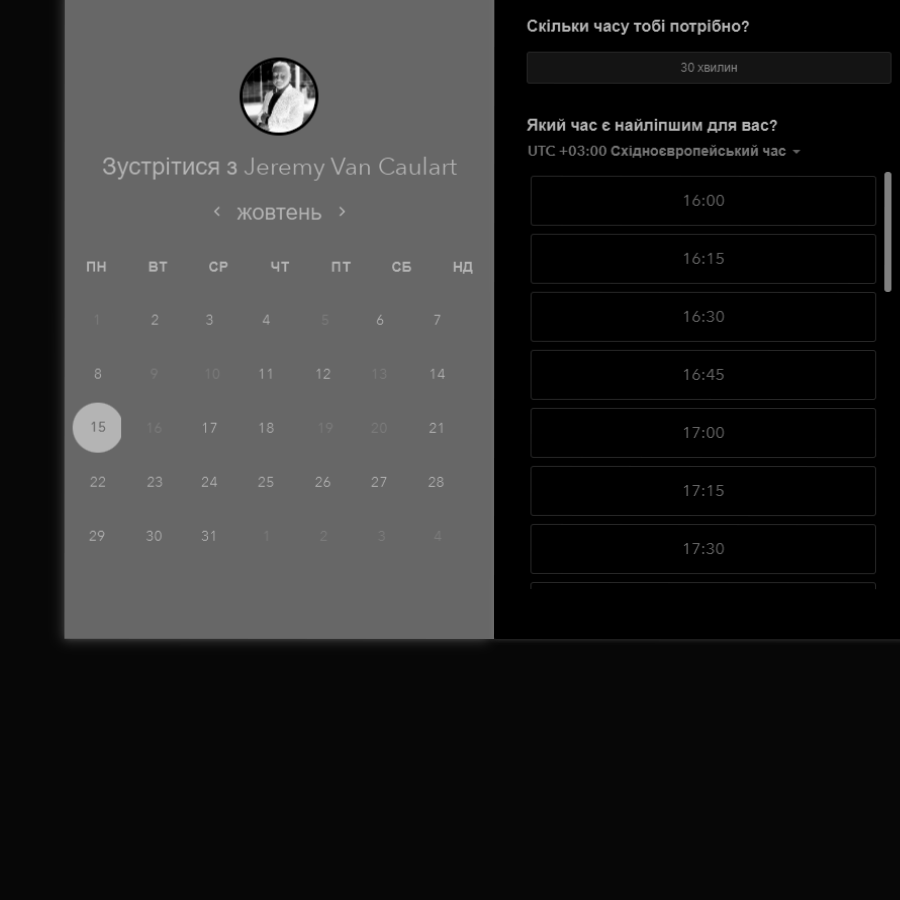 Зустрітися з Jeremy Van Caulart
жовтень
ПН ВТ СР ЧТ ПТ СБ НД
1 2 3 4 5 6 7
8 9 10 11 12 13 14
15 16 17 18 19 20 21
22 23 24 25 26 27 28
29 30 31 1 2 3 4
Скільки часу тобі потрібно?
30 хвилин
Який час є найліпшим для вас?
UTC +03:00 Східноєвропейський час
16:00
16:15
16:30
16:45
17:00
17:15
17:30